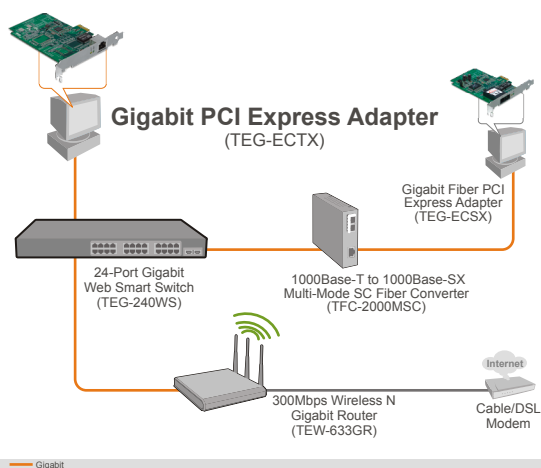 Gigabit PCI Express Adapter
(TEG-ECTX)
Gigabit Fiber PCI
Express Adapter
(TEG-ECSX)
24-Port Gigabit
Web Smart Switch
(TEG-240WS)
1000Base-T to 1000Base-SX
Multi-Mode SC Fiber Converter
(TFC-2000MSC)
300Mbps Wireless N
Gigabit Router
(TEW-633GR)
Internet
Cable/DSL
Modem
Gigabit